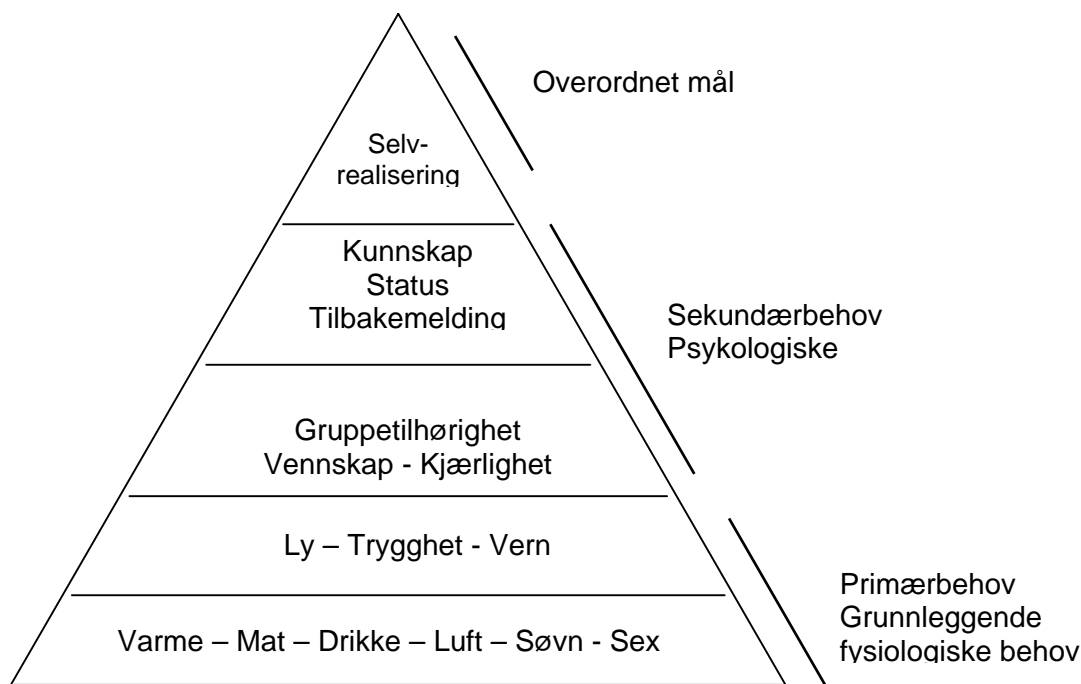 Overordnet mål
Selv-
realisering
Kunnskap
Status
Tilbakemelding
Sekundærbehov
Psykologiske
Gruppetilhørighet
Vennskap - Kjærlighet
Ly – Trygghet - Vern
Primærbehov
Grunnleggende
fysiologiske behov
Varme – Mat – Drikke – Luft – Søvn - Sex